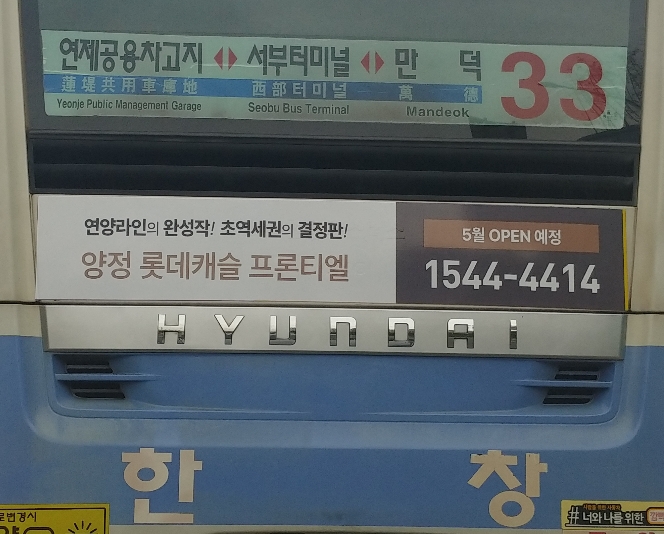 연제공용차고지 서부터미널 만 덕 33
蓮堤共用車庫地 西部터미널 萬 德
Yeonje Public Management Garage Seobu Bus Terminal Mandeok
연양라인의 완성작! 초역세권의 결정판!
양정 롯데캐슬 프론티엘
5월 OPEN 예정
1544-4414
HYUNDAI
한 창
로변경시
#너와 나를 위한